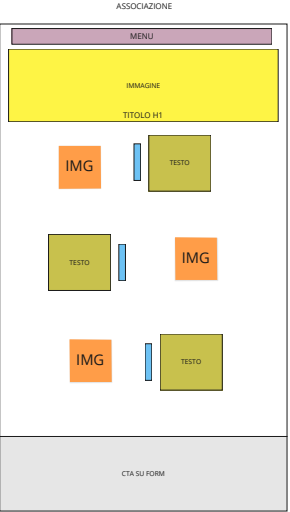 ASSOCIAZIONE
MENU
IMMAGINE
TITOLO H1
IMG
TESTO
TESTO
IMG
IMG
TESTO
CTA SU FORM